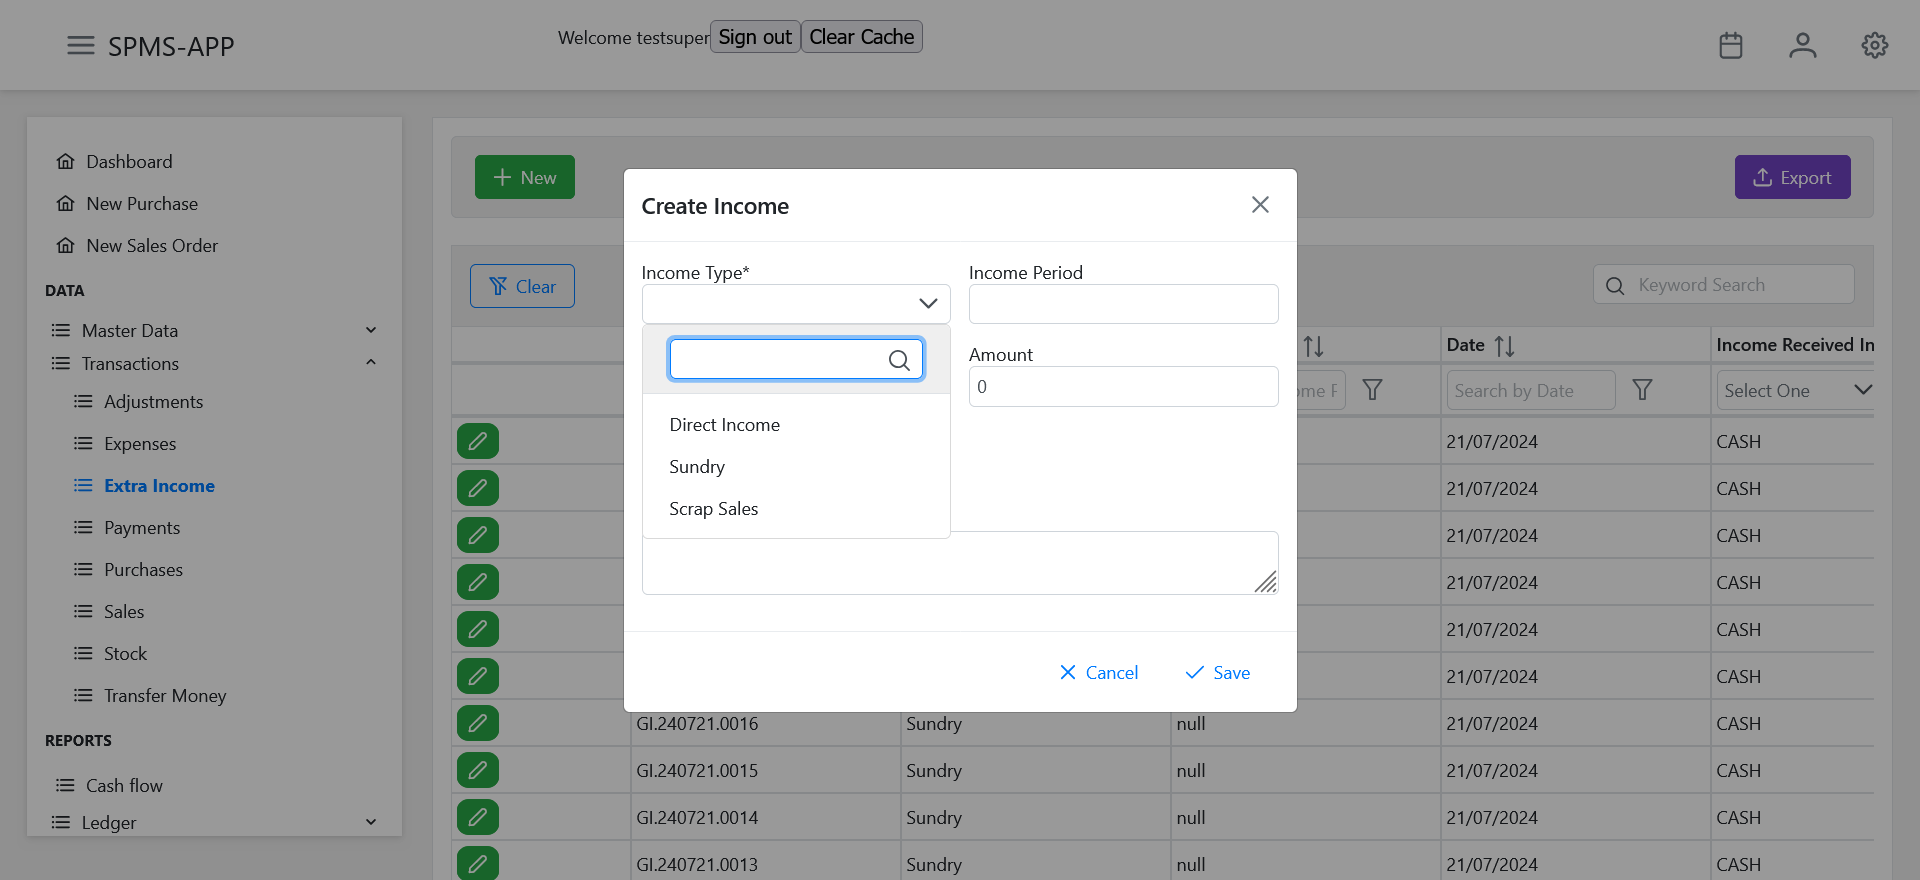 SPMS-APP
Welcome testsuper Sign out Clear Cache
Dashboard
New Purchase
New Sales Order
DATA
Master Data
Transactions
Adjustments
Expenses
Extra Income
Payments
Purchases
Sales
Stock
Transfer Money
REPORTS
Cash flow
Ledger
New
Export
Clear
Keyword Search
Date
Income Received In
Search by Date
Select One
21/07/2024 CASH
21/07/2024 CASH
21/07/2024 CASH
21/07/2024 CASH
21/07/2024 CASH
21/07/2024 CASH
GI.240721.0016 Sundry null 21/07/2024 CASH
GI.240721.0015 Sundry null 21/07/2024 CASH
GI.240721.0014 Sundry null 21/07/2024 CASH
GI.240721.0013 Sundry null 21/07/2024 CASH
Create Income
Income Type*
Income Period
Direct Income
Sundry
Scrap Sales
Amount
0
Cancel
Save